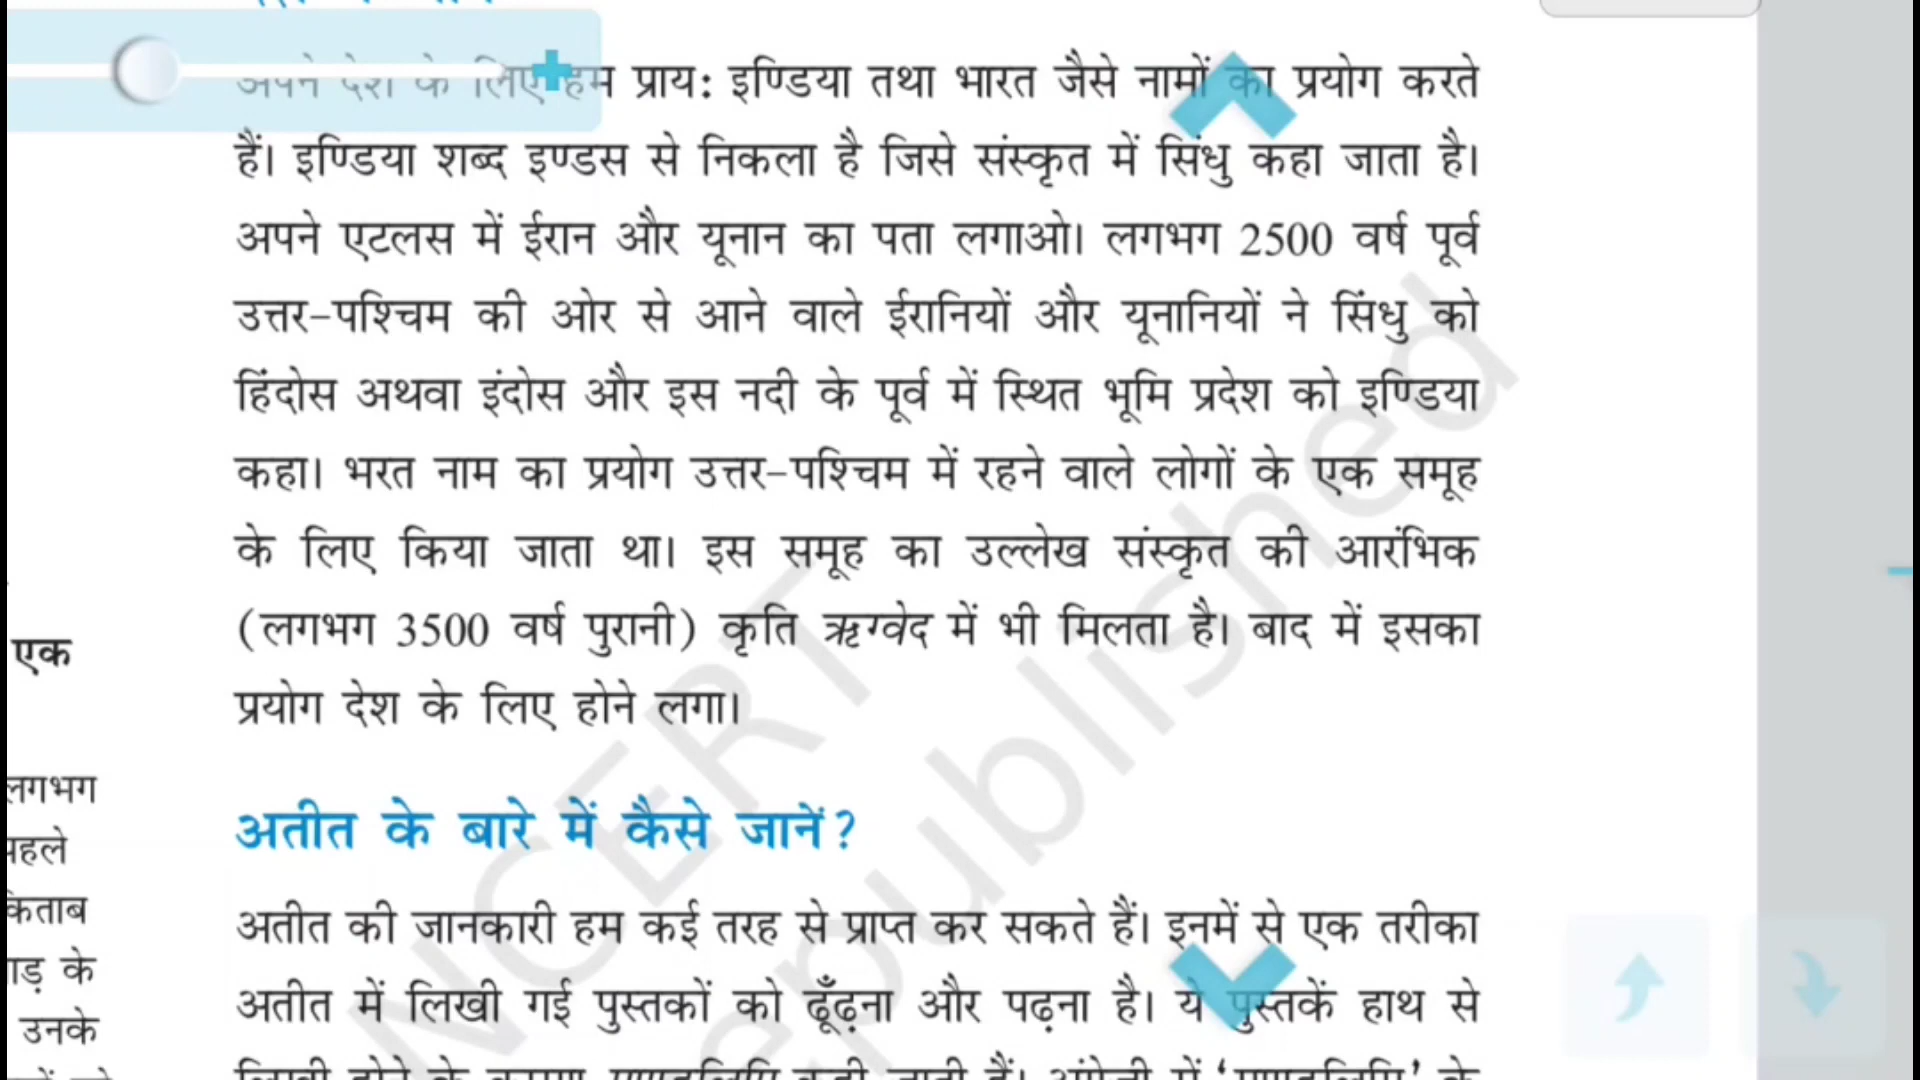 अपने देश के लिए हम प्राय: इण्डिया तथा भारत जैसे नामों का प्रयोग करते
हैं। इण्डिया शब्द इण्डस से निकला है जिसे संस्कृत में सिंधु कहा जाता है।
अपने एटलस में ईरान और यूनान का पता लगाओ। लगभग 2500 वर्ष पूर्व
उत्तर-पश्चिम की ओर से आने वाले ईरानियों और यूनानियों ने सिंधु को
हिंदोस अथवा इंदोस और इस नदी के पूर्व में स्थित भूमि प्रदेश को इण्डिया
कहा। भरत नाम का प्रयोग उत्तर-पश्चिम में रहने वाले लोगों के एक समूह
के लिए किया जाता था। इस समूह का उल्लेख संस्कृत की आरंभिक
(लगभग 3500 वर्ष पुरानी) कृति ऋग्वेद में भी मिलता है। बाद में इसका
प्रयोग देश के लिए होने लगा।
अतीत के बारे में कैसे जानें?
अतीत की जानकारी हम कई तरह से प्राप्त कर सकते हैं। इनमें से एक तरीका
अतीत में लिखी गई पुस्तकों को ढूँढ़ना और पढ़ना है। ये पुस्तकें हाथ से
एक
लगभग
के
उनके
NCERT
republished